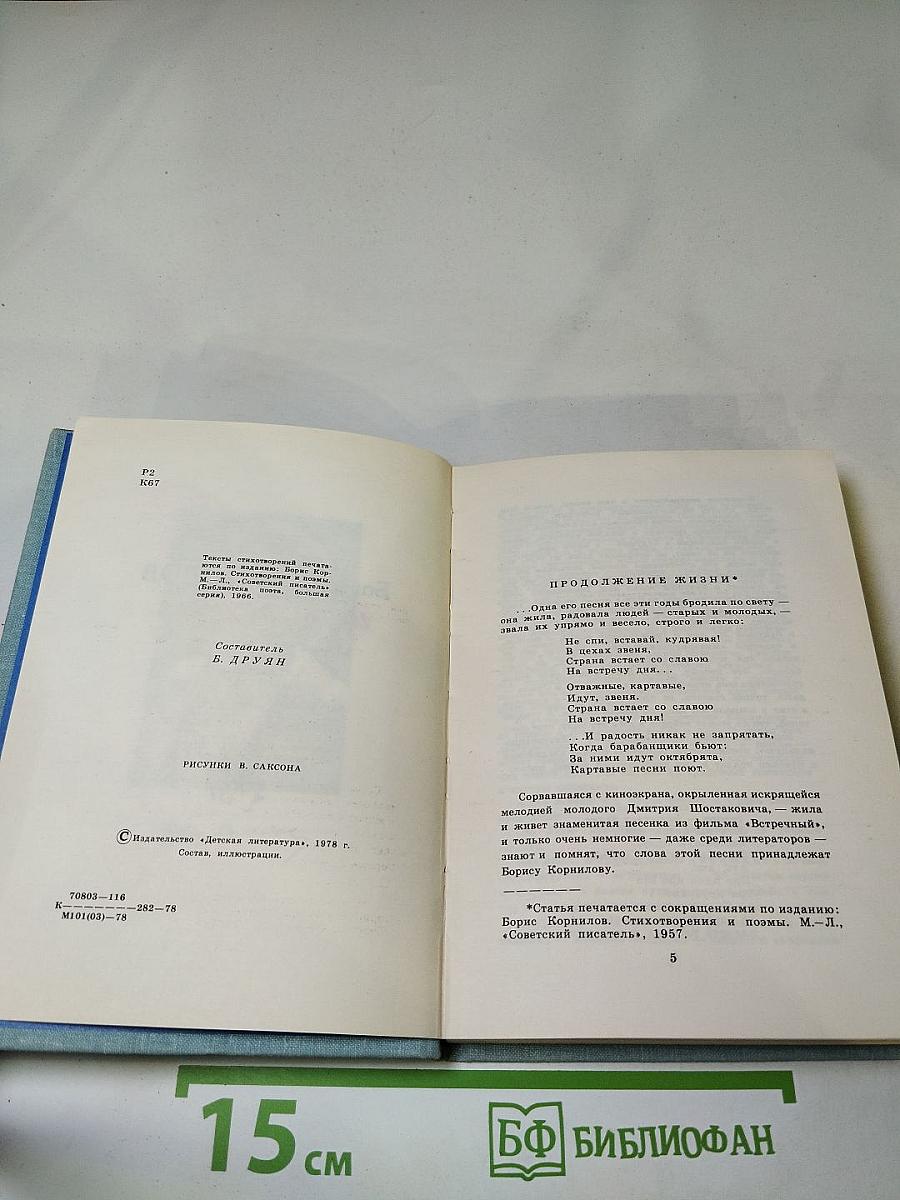 Р2
К67
Тексты стихотворений печата-
ются по изданию: Борис Кор-
нилов. Стихотворения и поэмы.
М.—Л., «Советский писатель»
(Библиотека поэта, большая
серия), 1966.
Составитель
Б. ДРУЯН
РИСУНКИ В. САКСОНА
©Издательство «Детская литература», 1978 г.
Состав, иллюстрации.
70803—116
К———————282—78
М101(03)—78
ПРОДОЛЖЕНИЕ ЖИЗНИ*
...Одна его песня все эти годы бродила по свету —
она жила, радовала людей — старых и молодых, —
звала их упрямо и весело, строго и легко:
Не спи, вставай, кудрявая!
В цехах звеня,
Страна встает со славою
На встречу дня...
Отважные, картавые,
Идут, звеня.
Страна встает со славою
На встречу дня!
...И радость никак не запрятать,
Когда барабанщики бьют:
За ними идут октябрята,
Картавые песни поют.
Сорвавшаяся с киноэкрана, окрыленная искрящейся
мелодией молодого Дмитрия Шостаковича, — жила
и живет знаменитая песенка из фильма «Встречный»,
и только очень немногие — даже среди литераторов —
знают и помнят, что слова этой песни принадлежат
Борису Корнилову.
——————
*Статья печатается с сокращениями по изданию:
Борис Корнилов. Стихотворения и поэмы. М.—Л.,
«Советский писатель», 1957.
5
15 см
БФ БИБЛИОФАН